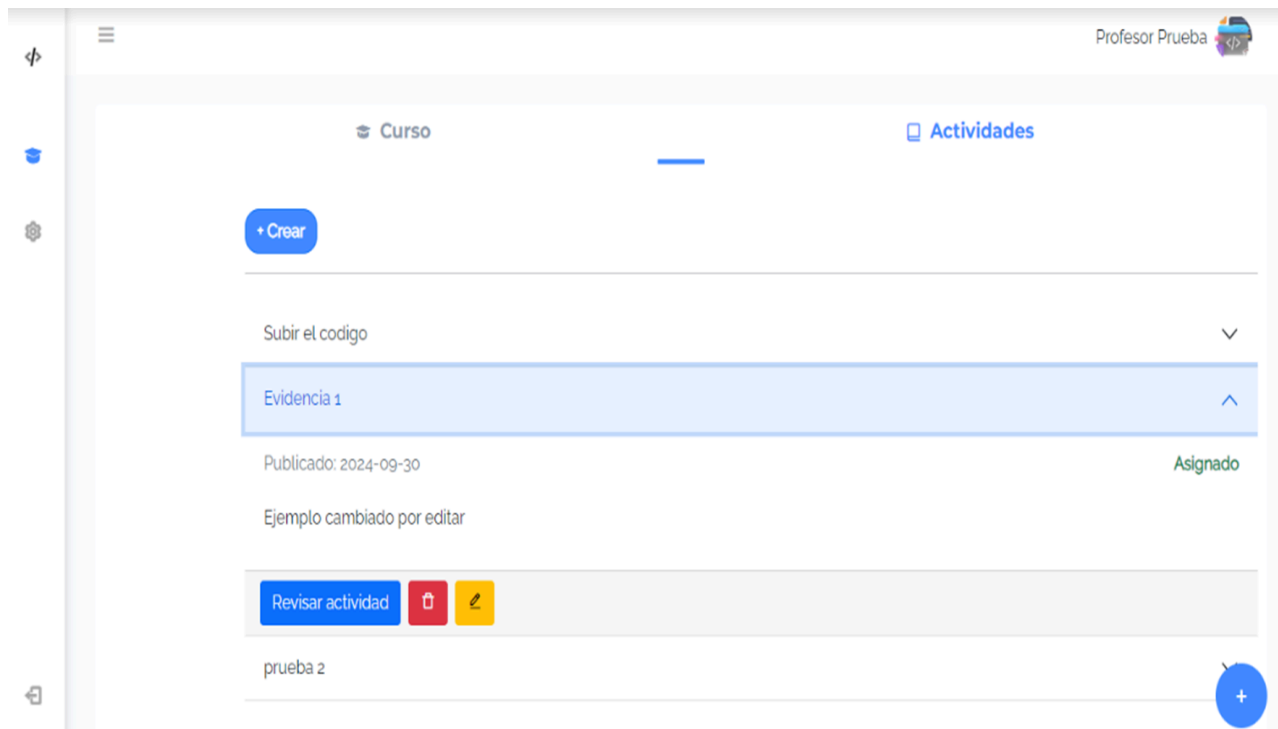 Profesor Prueba
Curso
Actividades
+ Crear
Subir el codigo
Evidencia 1
Publicado: 2024-09-30
Asignado
Ejemplo cambiado por editar
Revisar actividad
prueba 2
+